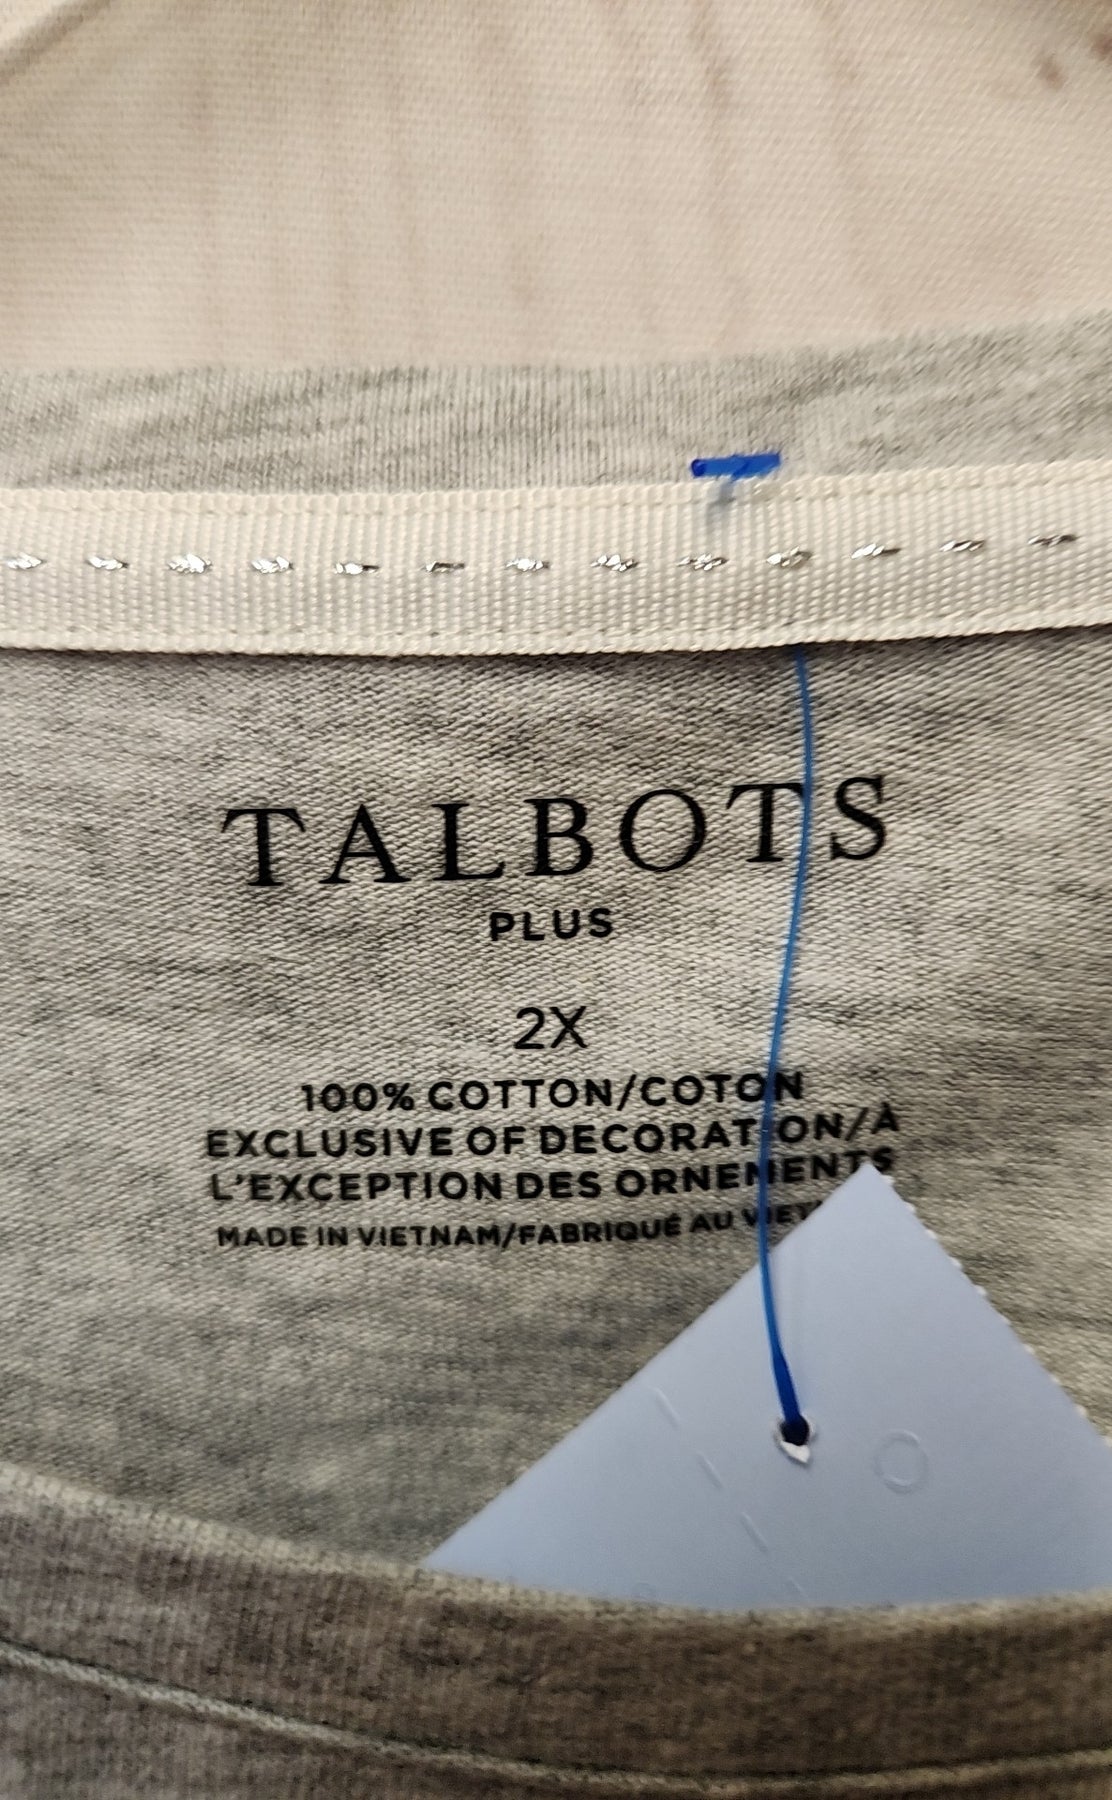 TALBOTS
PLUS
2X
100% COTTON/COTON
EXCLUSIVE OF DECORATION/À
L'EXCEPTION DES ORNEMENTS
MADE IN VIETNAM/FABRIQUÉ AU